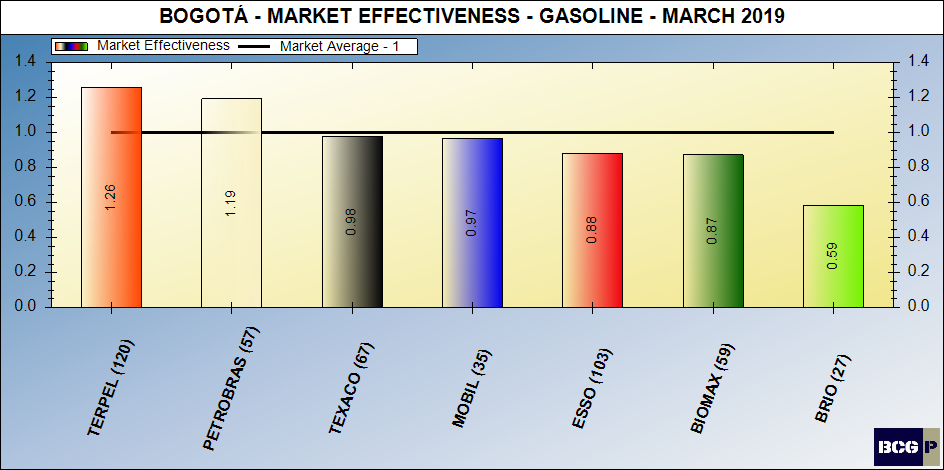 BOGOTÁ - MARKET EFFECTIVENESS - GASOLINE - MARCH 2019
Market Effectiveness Market Average - 1
1.4 1.4
1.2 1.2
1.0 1.0
0.8 0.8
0.6 0.6
0.4 0.4
0.2 0.2
0.0 0.0
1.26
1.19
0.98
0.97
0.88
0.87
0.59
TERPEL (120)
PETROBRAS (57)
TEXACO (67)
MOBIL (35)
ESSO (103)
BIOMAX (59)
BRIO (27)
BCG P